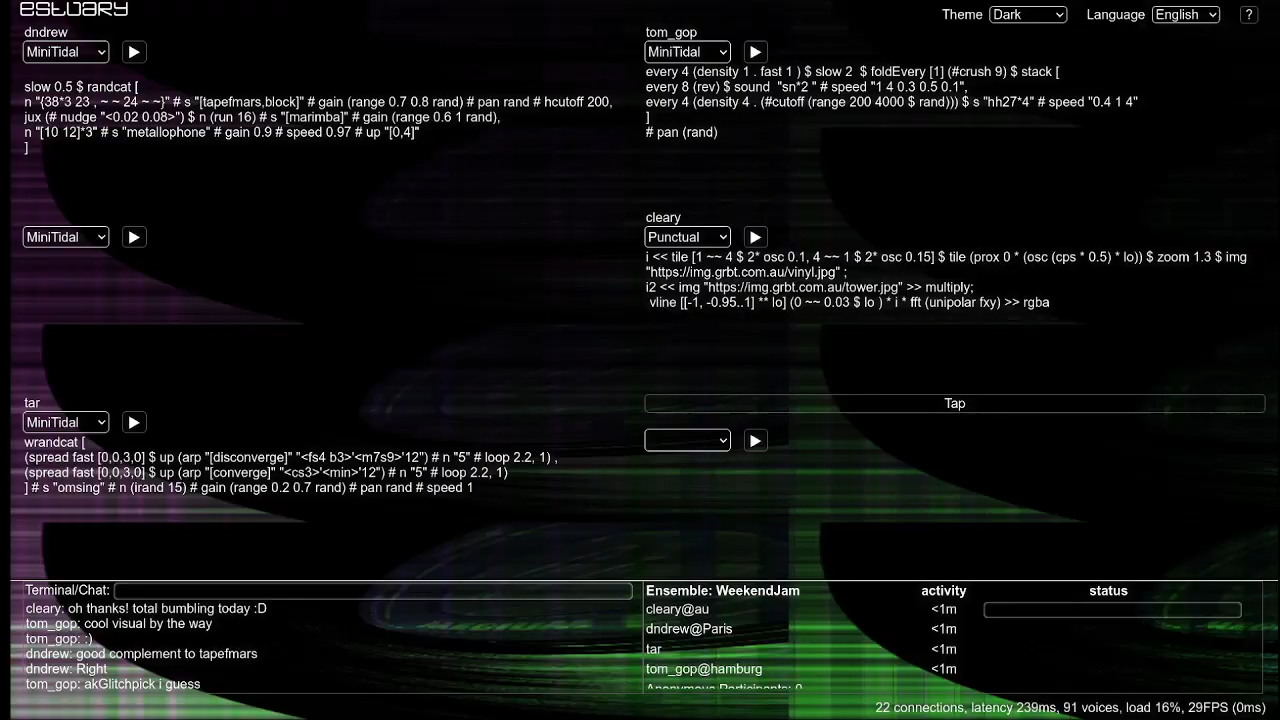 estuary
Theme Dark Language English ?
dndrew
MiniTidal
slow 0.5 $ randcat [
n "{38*3 23 , ~ ~ 24 ~ ~}" # s "[tapefmars,block]" # gain (range 0.7 0.8 rand) # pan rand # hcutoff 200,
jux (# nudge "<0.02 0.08>") $ n (run 16) # s "[marimba]" # gain (range 0.6 1 rand),
n "[10 12]*3" # s "metallophone" # gain 0.9 # speed 0.97 # up "[0,4]"
]
tom_gop
MiniTidal
every 4 (density 1 . fast 1 ) $ slow 2  $ foldEvery [1] (#crush 9) $ stack [
every 8 (rev) $ sound  "sn*2 " # speed "1 4 0.3 0.5 0.1",
every 4 (density 4 . (#cutoff (range 200 4000 $ rand))) $ s "hh27*4" # speed "0.4 1 4"
]
# pan (rand)
MiniTidal
cleary
Punctual
i << tile [1 ~~ 4 $ 2* osc 0.1, 4 ~~ 1 $ 2* osc 0.15] $ tile (prox 0 * (osc (cps * 0.5) * lo)) $ zoom 1.3 $ img
"https://img.grbt.com.au/vinyl.jpg" ;
i2 << img "https://img.grbt.com.au/tower.jpg" >> multiply;
vline [[-1, -0.95..1] ** lo] (0 ~~ 0.03 $ lo ) * i * fft (unipolar fxy) >> rgba
tar
MiniTidal
wrandcat [
(spread fast [0,0,3,0] $ up (arp "[disconverge]" "<fs4 b3>'<m7s9>'12") # n "5" # loop 2.2, 1) ,
(spread fast [0,0,3,0] $ up (arp "[converge]" "<cs3>'<min>'12") # n "5" # loop 2.2, 1)
] # s "omsing" # n (irand 15) # gain (range 0.2 0.7 rand) # pan rand # speed 1
Tap
Terminal/Chat:
cleary: oh thanks! total bumbling today :D
tom_gop: cool visual by the way
tom_gop: :)
dndrew: good complement to tapefmars
dndrew: Right
tom_gop: akGlitchpick i guess
Ensemble: WeekendJam activity status
cleary@au <1m
dndrew@Paris <1m
tar <1m
tom_gop@hamburg <1m
Anonymous Participants: 0
22 connections, latency 239ms, 91 voices, load 16%, 29FPS (0ms)